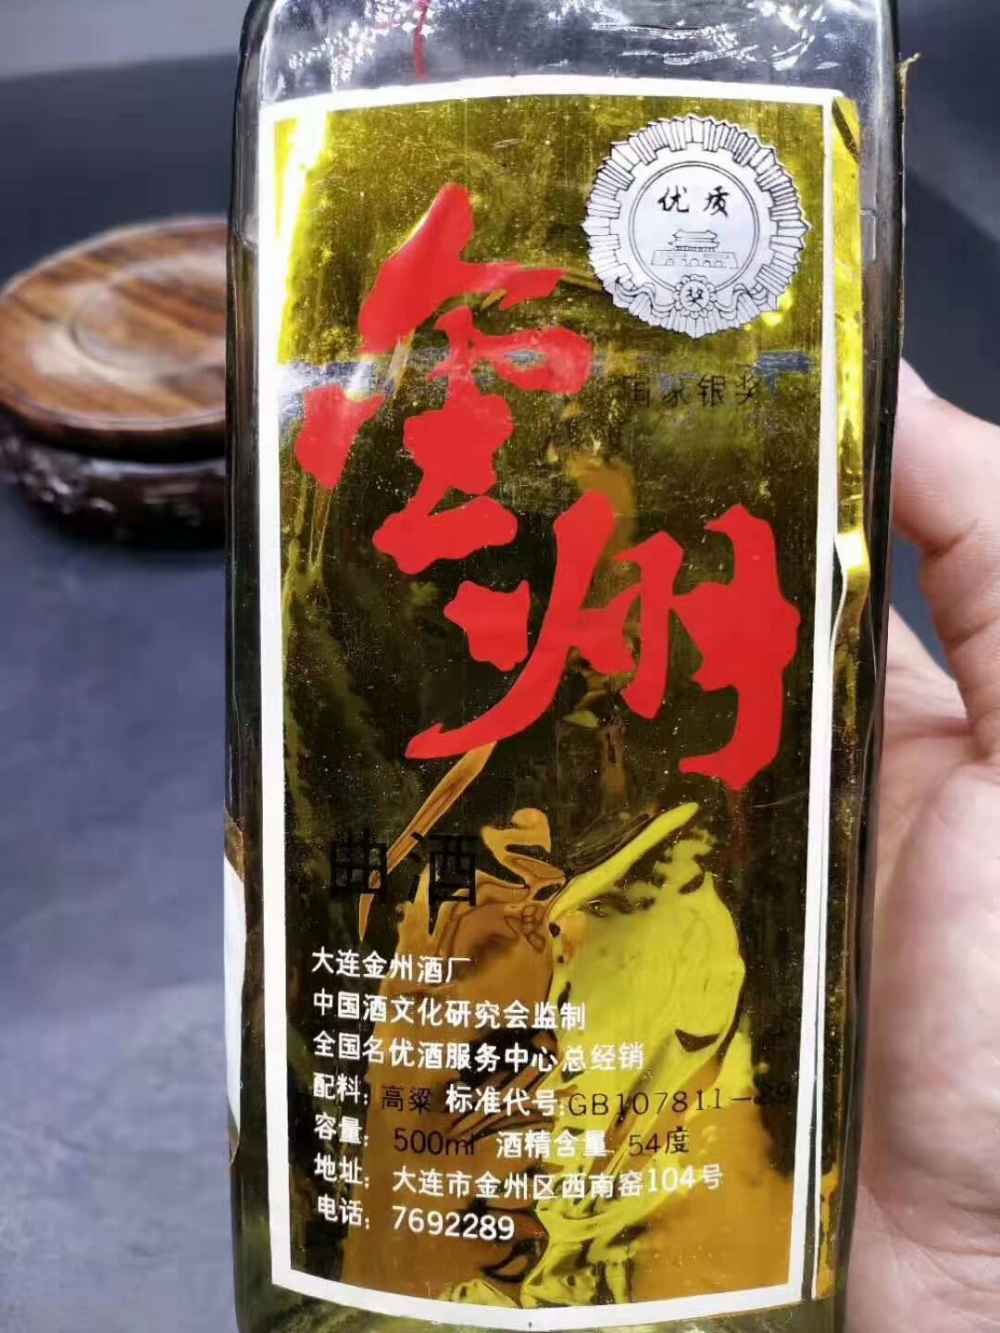 优质
奖
国家银奖
金州
曲酒
大连金州酒厂
中国酒文化研究会监制
全国名优酒服务中心总经销
配料：高粱 标准代号：GB107811-89
容量：500ml 酒精含量 54度
地址：大连市金州区西南窑104号
电话：7692289